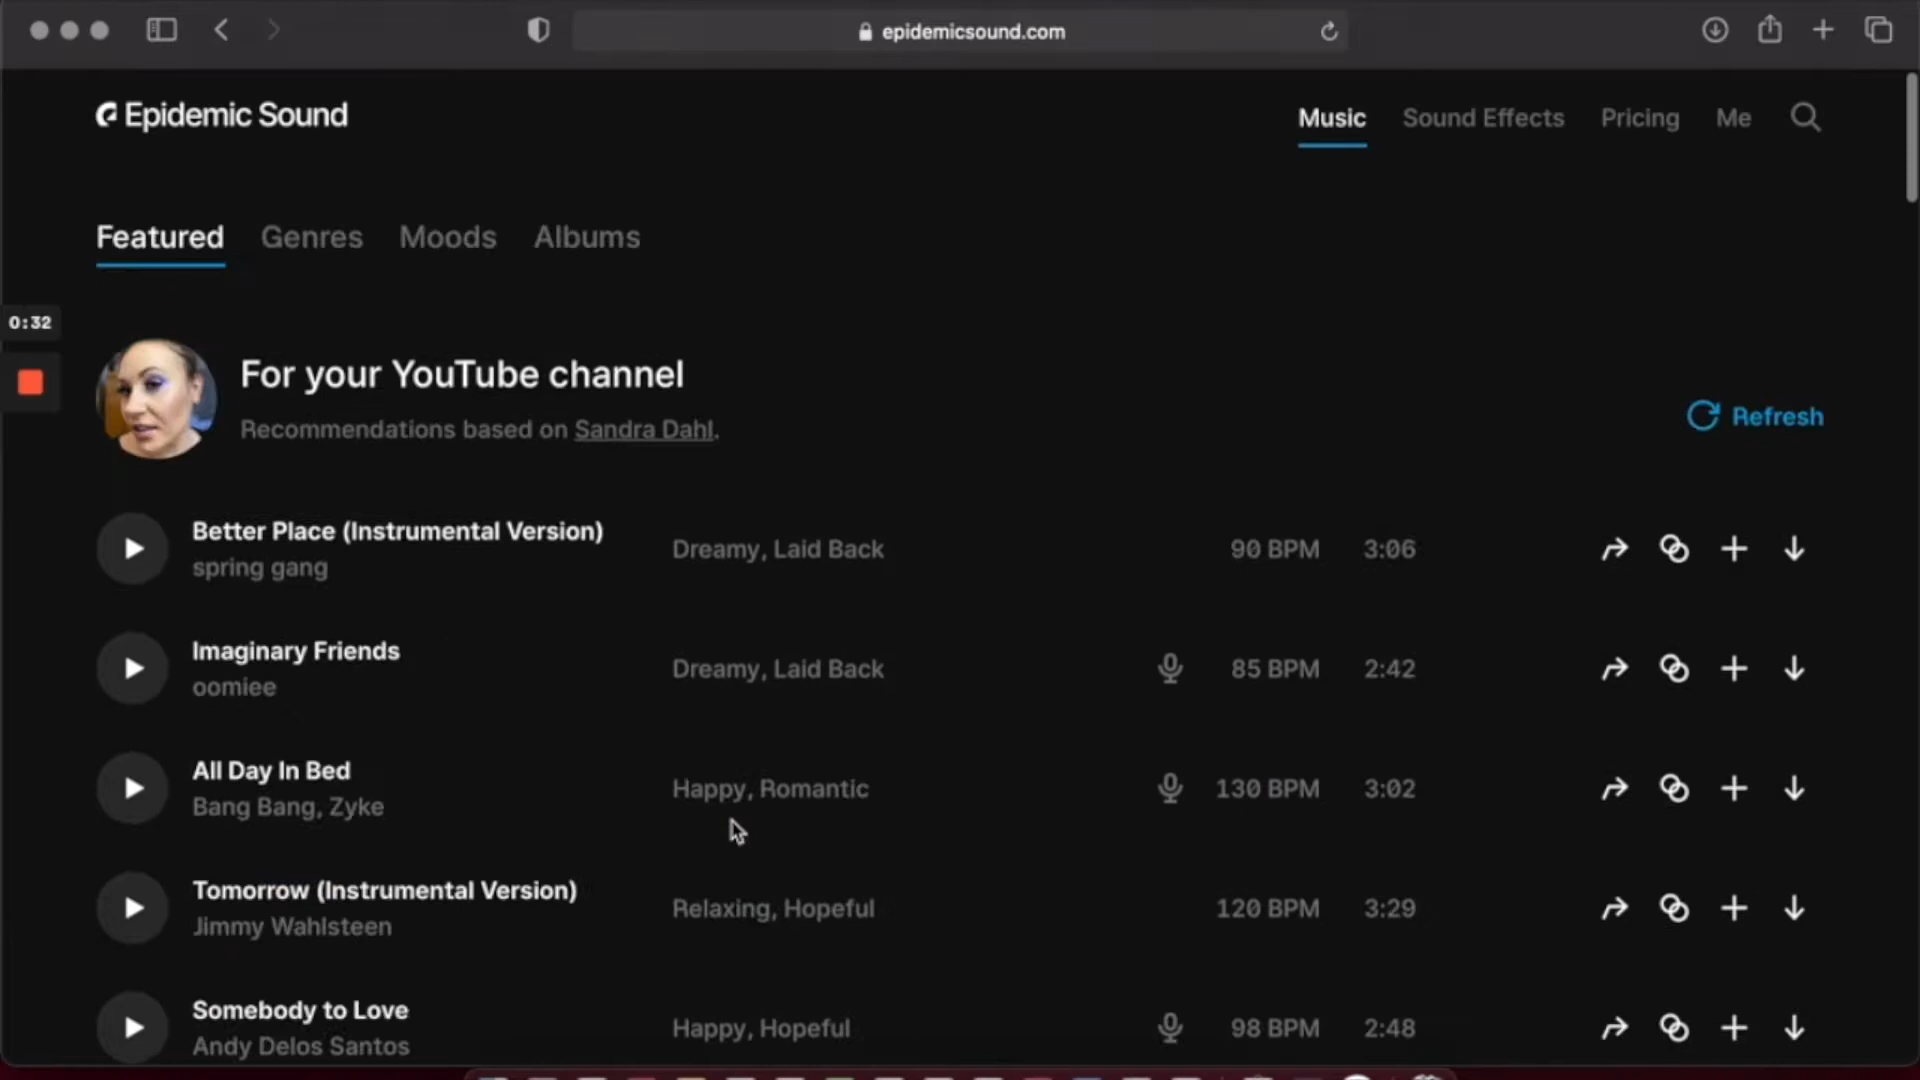 epidemicsound.com
Epidemic Sound
Music Sound Effects Pricing Me
Featured Genres Moods Albums
0:32
For your YouTube channel
Recommendations based on Sandra Dahl.
Refresh
Better Place (Instrumental Version)
spring gang
Dreamy, Laid Back
90 BPM 3:06
Imaginary Friends
oomiee
Dreamy, Laid Back
85 BPM 2:42
All Day In Bed
Bang Bang, Zyke
Happy, Romantic
130 BPM 3:02
Tomorrow (Instrumental Version)
Jimmy Wahlsteen
Relaxing, Hopeful
120 BPM 3:29
Somebody to Love
Andy Delos Santos
Happy, Hopeful
98 BPM 2:48